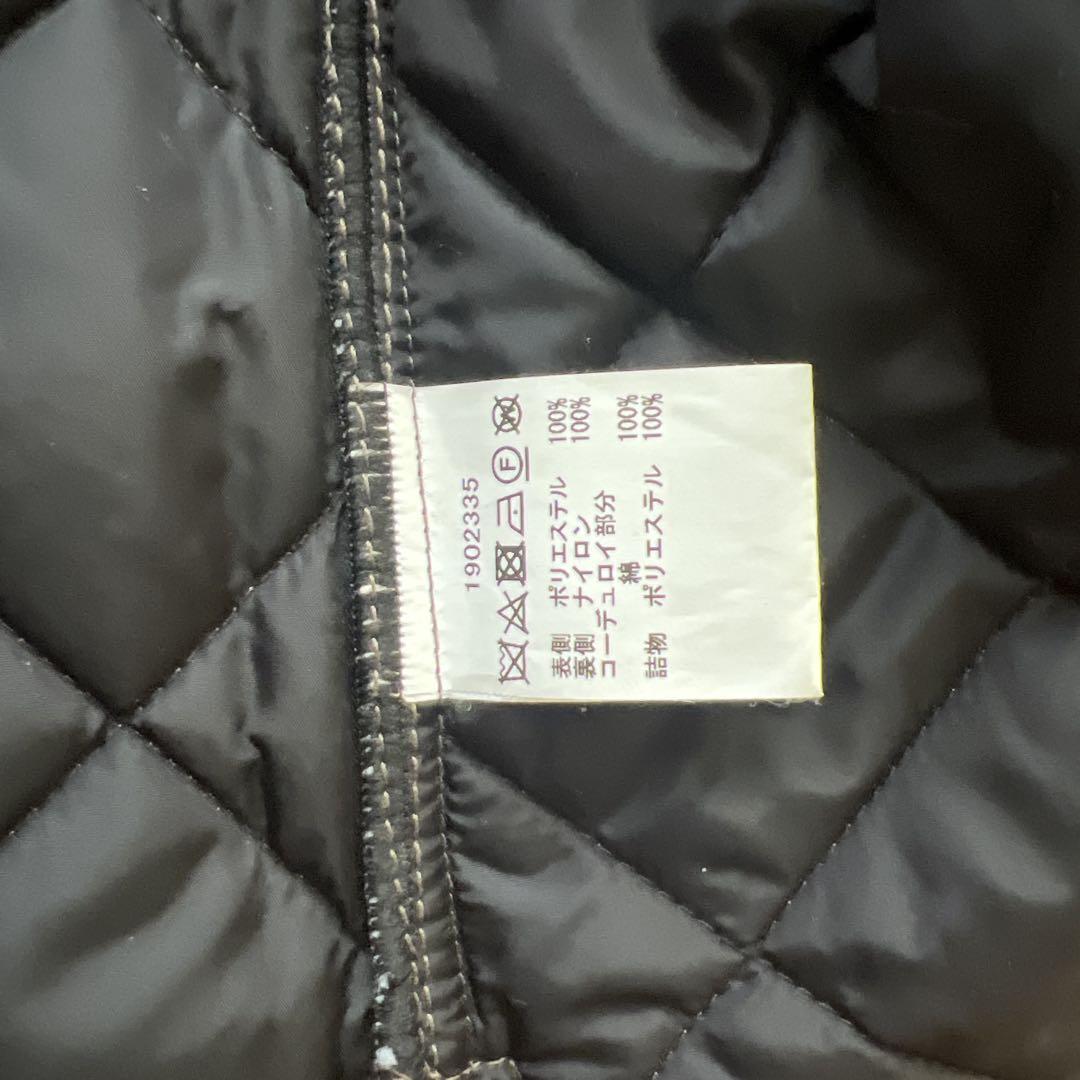 1902335
F
表側 ポリエステル 100%
裏側 ナイロン 100%
コーデュロイ部分
綿 100%
詰物 ポリエステル 100%